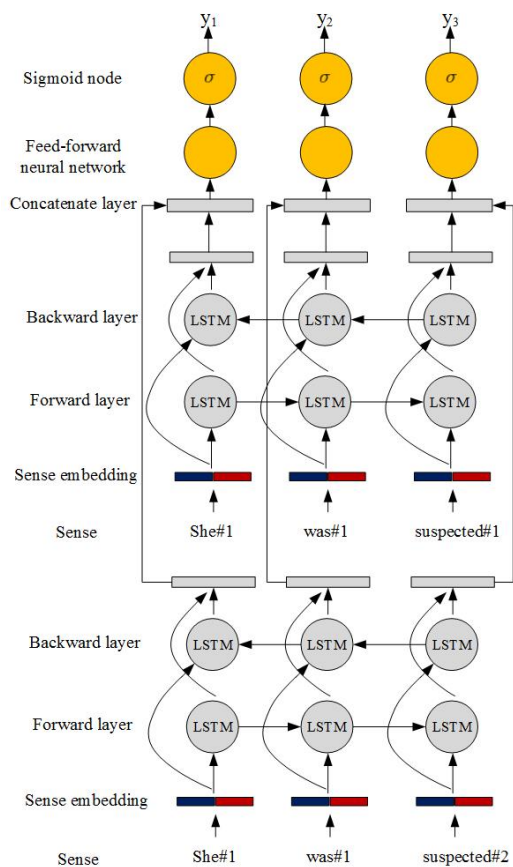 y1 y2 y3
Sigmoid node σ σ σ
Feed-forward
neural network
Concatenate layer
Backward layer LSTM LSTM LSTM
Forward layer LSTM LSTM LSTM
Sense embedding
Sense She#1 was#1 suspected#1
Backward layer LSTM LSTM LSTM
Forward layer LSTM LSTM LSTM
Sense embedding
Sense She#1 was#1 suspected#2